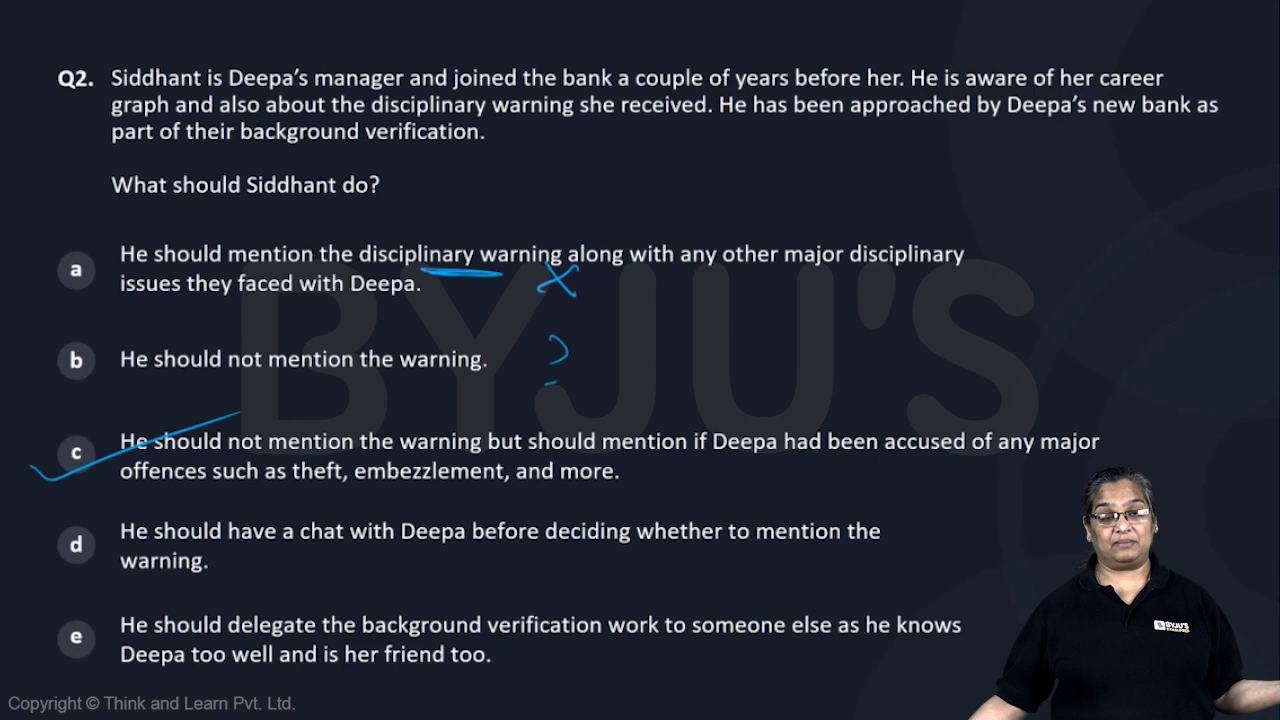 Q2. Siddhant is Deepa's manager and joined the bank a couple of years before her. He is aware of her career
graph and also about the disciplinary warning she received. He has been approached by Deepa's new bank as
part of their background verification.
What should Siddhant do?
a He should mention the disciplinary warning along with any other major disciplinary
issues they faced with Deepa.
b He should not mention the warning.
BYJU'S
c He should not mention the warning but should mention if Deepa had been accused of any major
offences such as theft, embezzlement, and more.
d He should have a chat with Deepa before deciding whether to mention the
warning.
e He should delegate the background verification work to someone else as he knows
Deepa too well and is her friend too.
BYJU'S
Copyright © Think and Learn Pvt. Ltd.